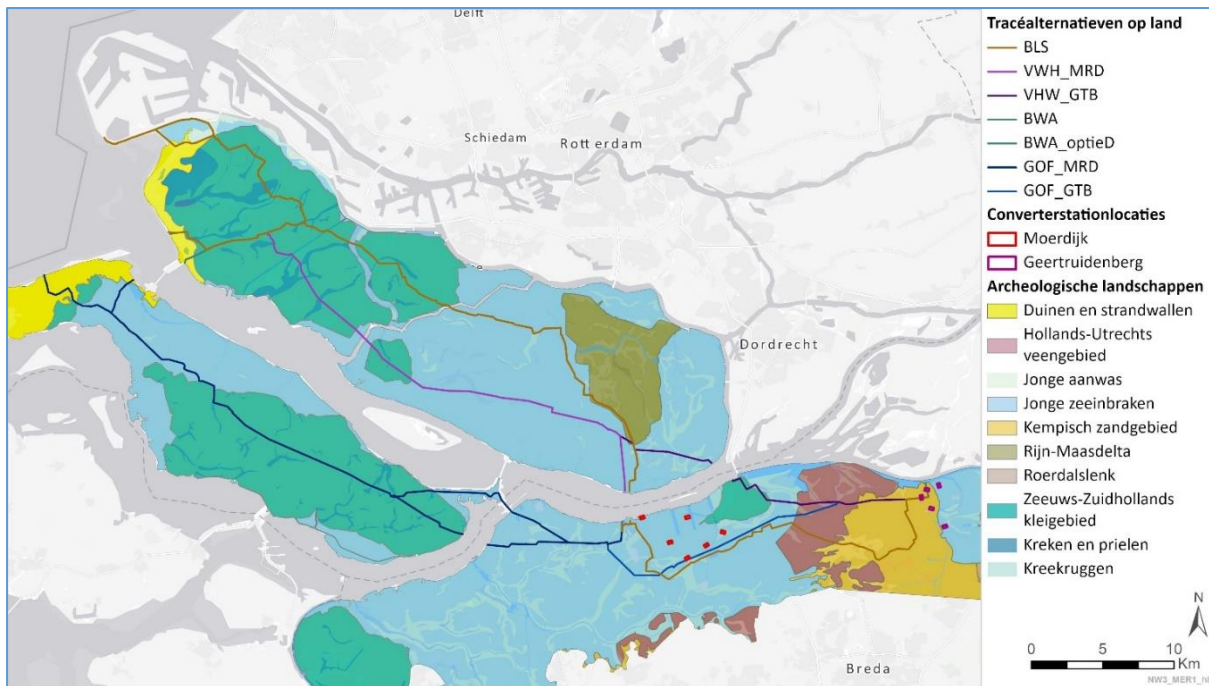 Delft
Schiedam
Rotterdam
Dordrecht
Breda
Tracéalternatieven op land
BLS
VWH_MRD
VHW_GTB
BWA
BWA_optieD
GOF_MRD
GOF_GTB
Converterstationlocaties
Moerdijk
Geertruidenberg
Archeologische landschappen
Duinen en strandwallen
Hollands-Utrechts
veengebied
Jonge aanwas
Jonge zeeinbraken
Kempisch zandgebied
Rijn-Maasdelta
Roerdalslenk
Zeeuws-Zuidhollands
kleigebied
Kreken en prielen
Kreekruggen
N
0 5 10
Km